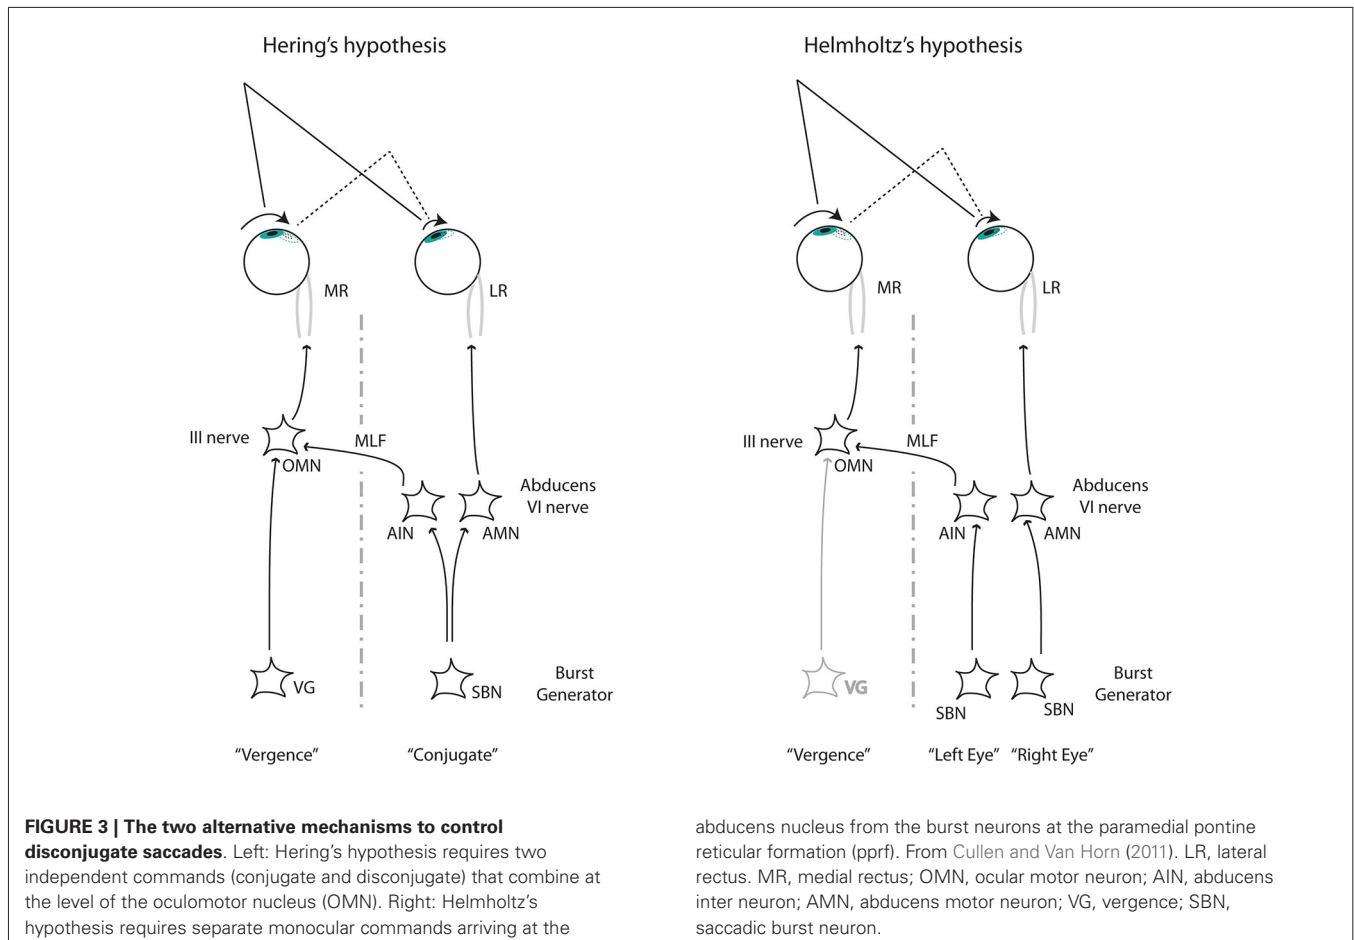 Hering's hypothesis
MR
LR
III nerve
MLF
OMN
Abducens
VI nerve
AIN
AMN
VG
SBN
Burst
Generator
“Vergence”
“Conjugate”
Helmholtz's hypothesis
MR
LR
III nerve
MLF
OMN
Abducens
VI nerve
AIN
AMN
VG
SBN
SBN
Burst
Generator
“Vergence”
“Left Eye”
“Right Eye”
FIGURE 3 | The two alternative mechanisms to control
disconjugate saccades. Left: Hering's hypothesis requires two
independent commands (conjugate and disconjugate) that combine at
the level of the oculomotor nucleus (OMN). Right: Helmholtz's
hypothesis requires separate monocular commands arriving at the
abducens nucleus from the burst neurons at the paramedial pontine
reticular formation (pprf). From Cullen and Van Horn (2011). LR, lateral
rectus. MR, medial rectus; OMN, ocular motor neuron; AIN, abducens
inter neuron; AMN, abducens motor neuron; VG, vergence; SBN,
saccadic burst neuron.